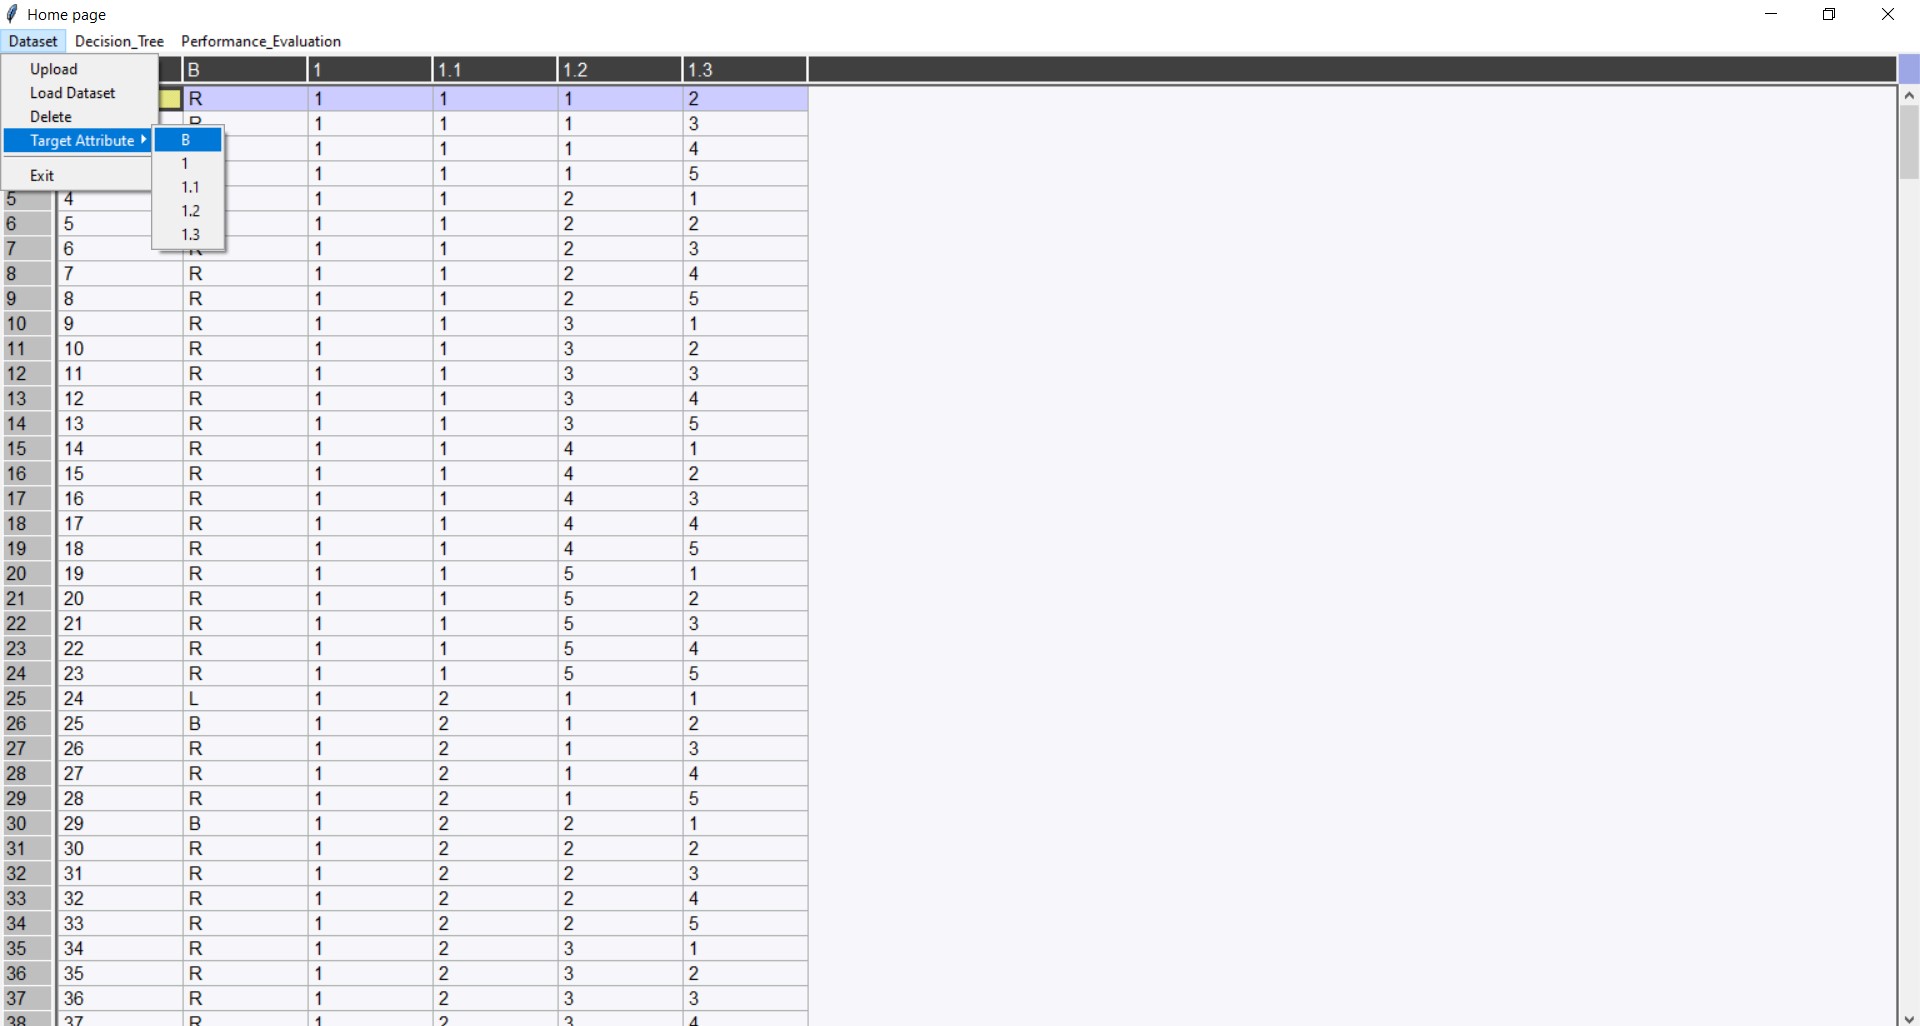 Home page
Dataset Decision_Tree Performance_Evaluation
Upload
Load Dataset
Delete
Target Attribute
Exit
B
1
1.1
1.2
1.3
B 1 1.1 1.2 1.3
R 1 1 1 2
R 1 1 1 3
1 1 1 4
1 1 1 5
5 4 1 1 2 1
6 5 1 1 2 2
7 6 R 1 1 2 3
8 7 R 1 1 2 4
9 8 R 1 1 2 5
10 9 R 1 1 3 1
11 10 R 1 1 3 2
12 11 R 1 1 3 3
13 12 R 1 1 3 4
14 13 R 1 1 3 5
15 14 R 1 1 4 1
16 15 R 1 1 4 2
17 16 R 1 1 4 3
18 17 R 1 1 4 4
19 18 R 1 1 4 5
20 19 R 1 1 5 1
21 20 R 1 1 5 2
22 21 R 1 1 5 3
23 22 R 1 1 5 4
24 23 R 1 1 5 5
25 24 L 1 2 1 1
26 25 B 1 2 1 2
27 26 R 1 2 1 3
28 27 R 1 2 1 4
29 28 R 1 2 1 5
30 29 B 1 2 2 1
31 30 R 1 2 2 2
32 31 R 1 2 2 3
33 32 R 1 2 2 4
34 33 R 1 2 2 5
35 34 R 1 2 3 1
36 35 R 1 2 3 2
37 36 R 1 2 3 3
38 37 R 1 2 3 4